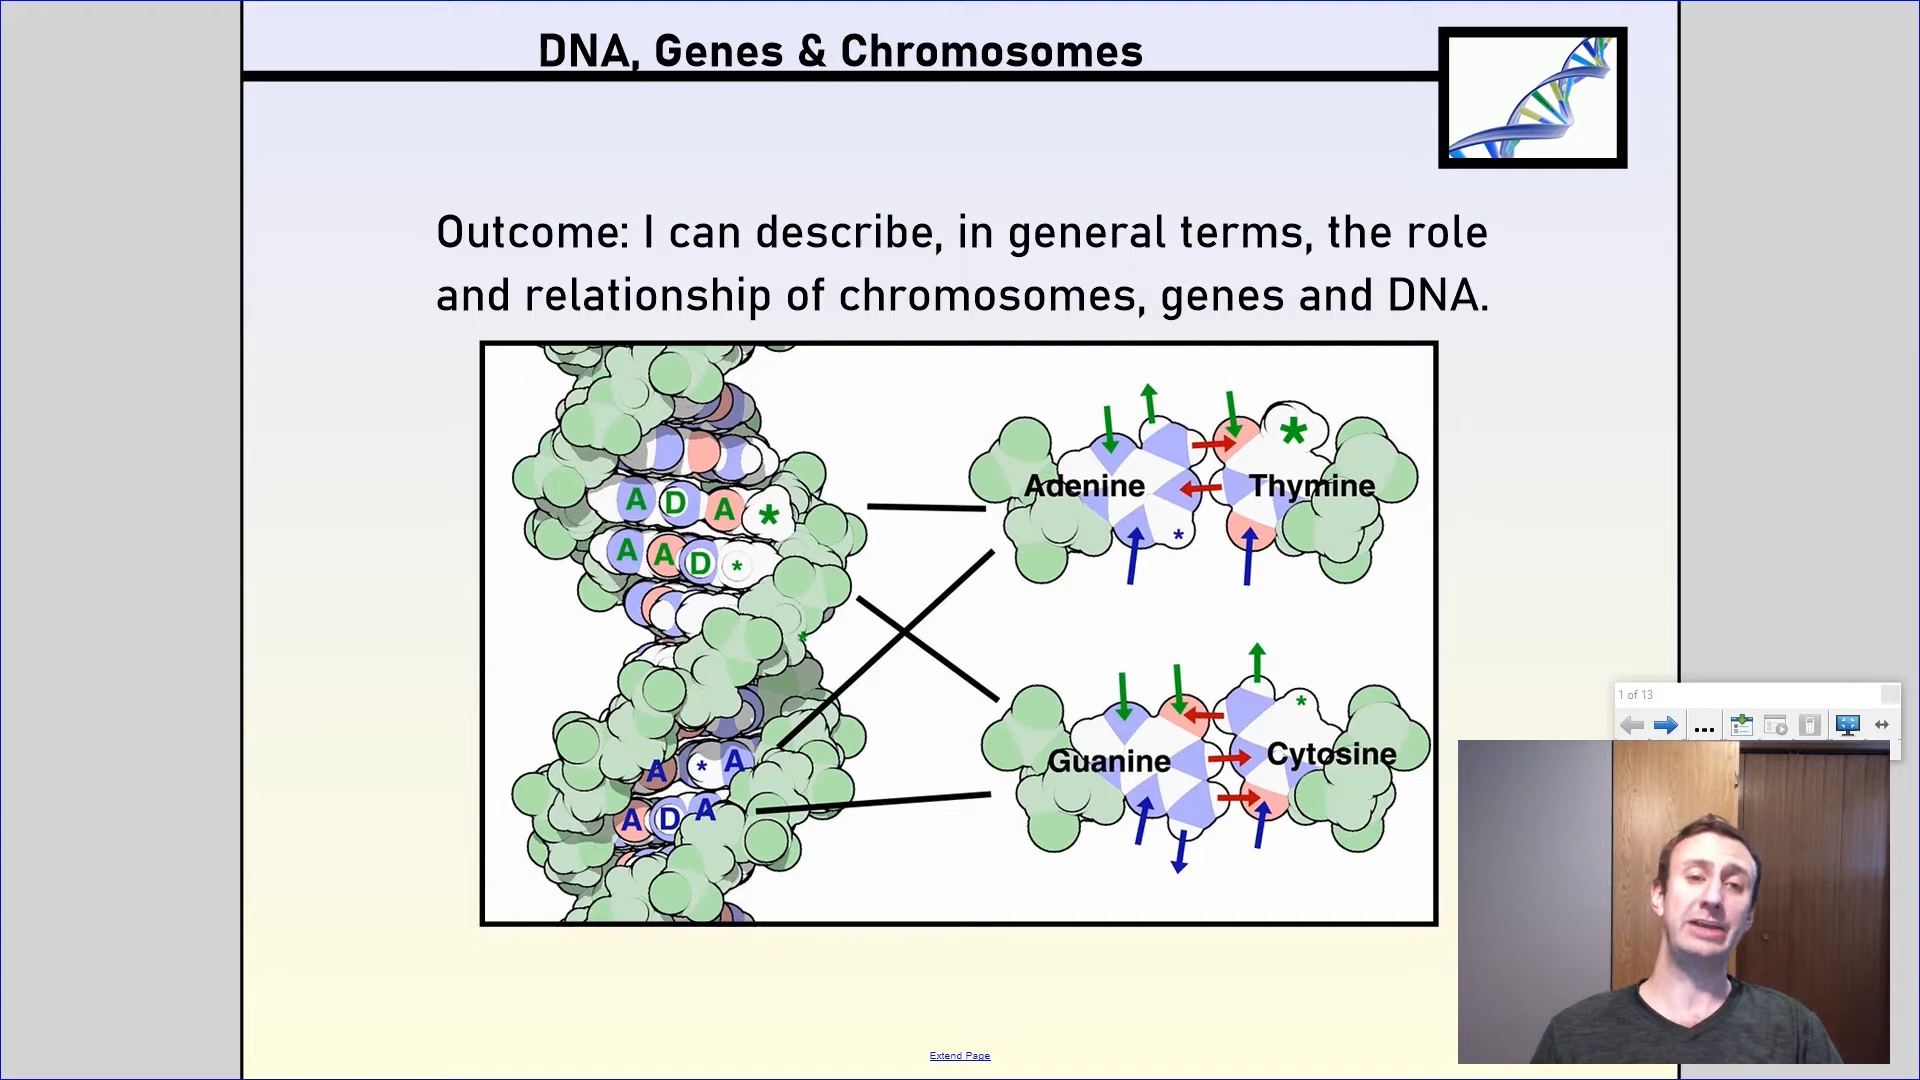 DNA, Genes & Chromosomes
Outcome: I can describe, in general terms, the role
and relationship of chromosomes, genes and DNA.
A D A *
A A D *
*
A * A
A D A
*
Adenine Thymine
*
*
Guanine Cytosine
1 of 13
...
Extend Page